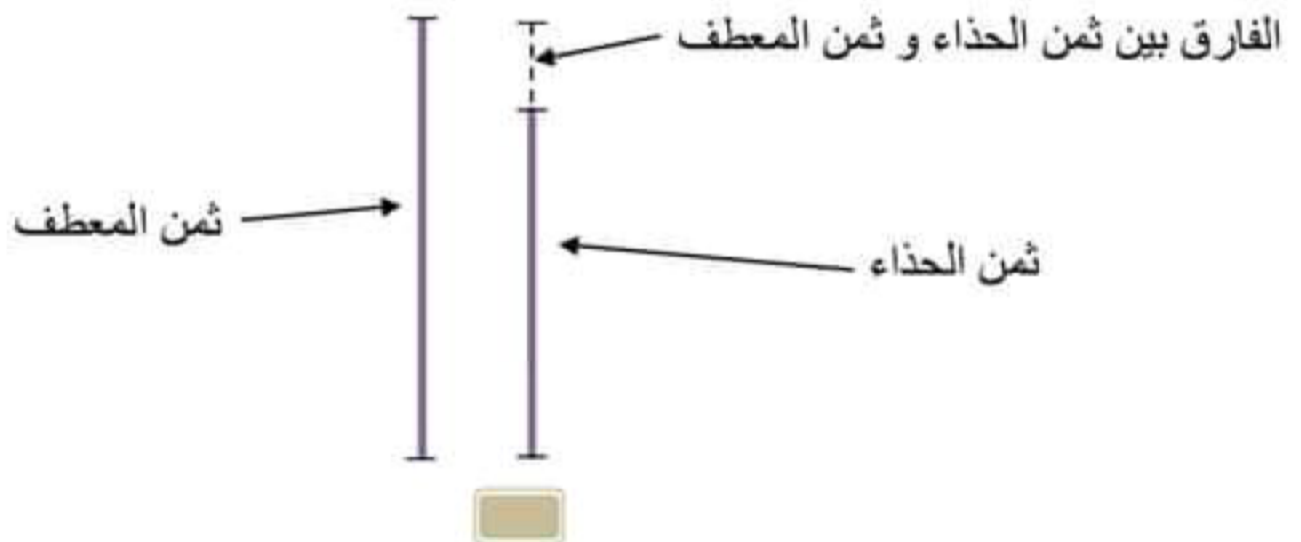 الفارق بين ثمن الحذاء و ثمن المعطف
ثمن المعطف
ثمن الحذاء